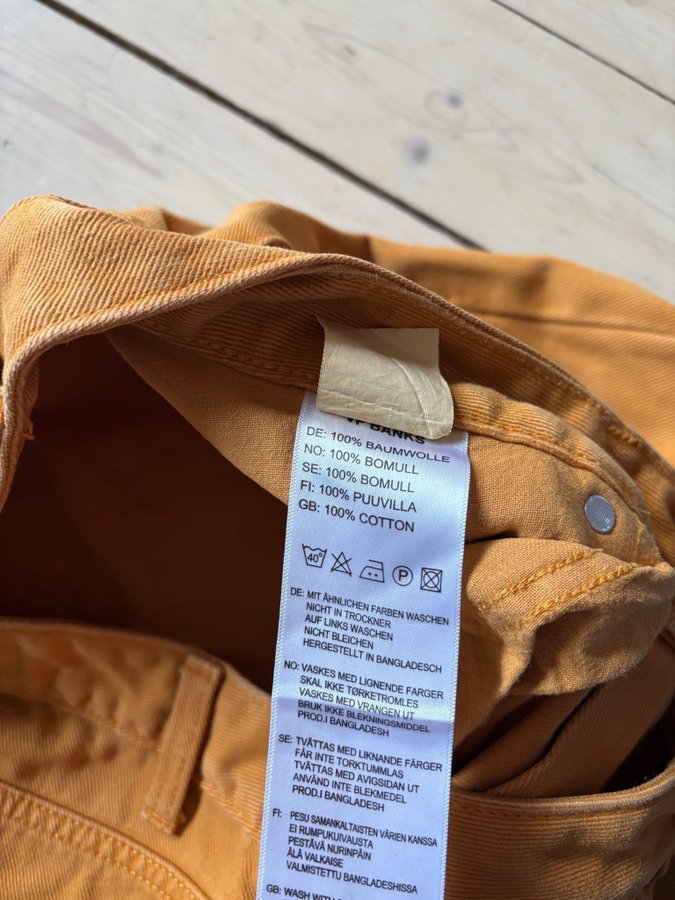 VP BANKS
DE: 100% BAUMWOLLE
NO: 100% BOMULL
SE: 100% BOMULL
FI: 100% PUUVILLA
GB: 100% COTTON
40° P
DE: MIT ÄHNLICHEN FARBEN WASCHEN
NICHT IN TROCKNER
AUF LINKS WASCHEN
NICHT BLEICHEN
HERGESTELLT IN BANGLADESCH
NO: VASKES MED LIGNENDE FARGER
SKAL IKKE TØRKETROMLES
VASKES MED VRANGEN UT
BRUK IKKE BLEKNINGSMIDDEL
PROD.I BANGLADESH
SE: TVÄTTAS MED LIKNANDE FÄRGER
FÅR INTE TORKTUMMLAS
TVÄTTAS MED AVIGSIDAN UT
ANVÄND INTE BLEKMEDEL
PROD.I BANGLADESH
FI: PESU SAMANKALTAISTEN VÄRIEN KANSSA
EI RUMPUKUIVAUSTA
PESTÄVÄ NURINPÄIN
ÄLÄ VALKAISE
VALMISTETTU BANGLADESHISSA
GB: WASH WITH